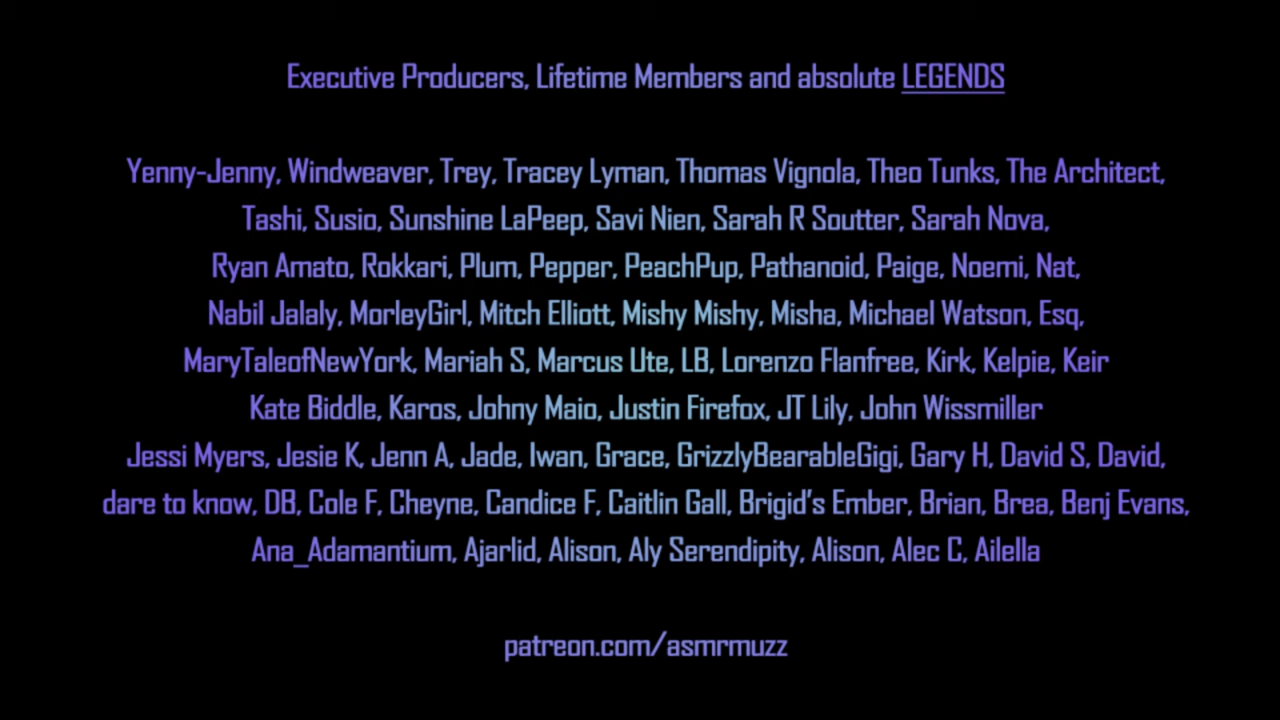 Executive Producers, Lifetime Members and absolute LEGENDS
Yenny-Jenny, Windweaver, Trey, Tracey Lyman, Thomas Vignola, Theo Tunks, The Architect,
Tashi, Susio, Sunshine LaPeep, Savi Nien, Sarah R Soutter, Sarah Nova,
Ryan Amato, Rokkari, Plum, Pepper, PeachPup, Pathanoid, Paige, Noemi, Nat,
Nabil Jalaly, MorleyGirl, Mitch Elliott, Mishy Mishy, Misha, Michael Watson, Esq,
MaryTaleofNewYork, Mariah S, Marcus Ute, LB, Lorenzo Flanfree, Kirk, Kelpie, Keir
Kate Biddle, Karos, Johny Maio, Justin Firefox, JT Lily, John Wissmiller
Jessi Myers, Jesie K, Jenn A, Jade, Iwan, Grace, GrizzlyBearableGigi, Gary H, David S, David,
dare to know, DB, Cole F, Cheyne, Candice F, Caitlin Gall, Brigid's Ember, Brian, Brea, Benj Evans,
Ana_Adamantium, Ajarlid, Alison, Aly Serendipity, Alison, Alec C, Ailella
patreon.com/asmrmuzz